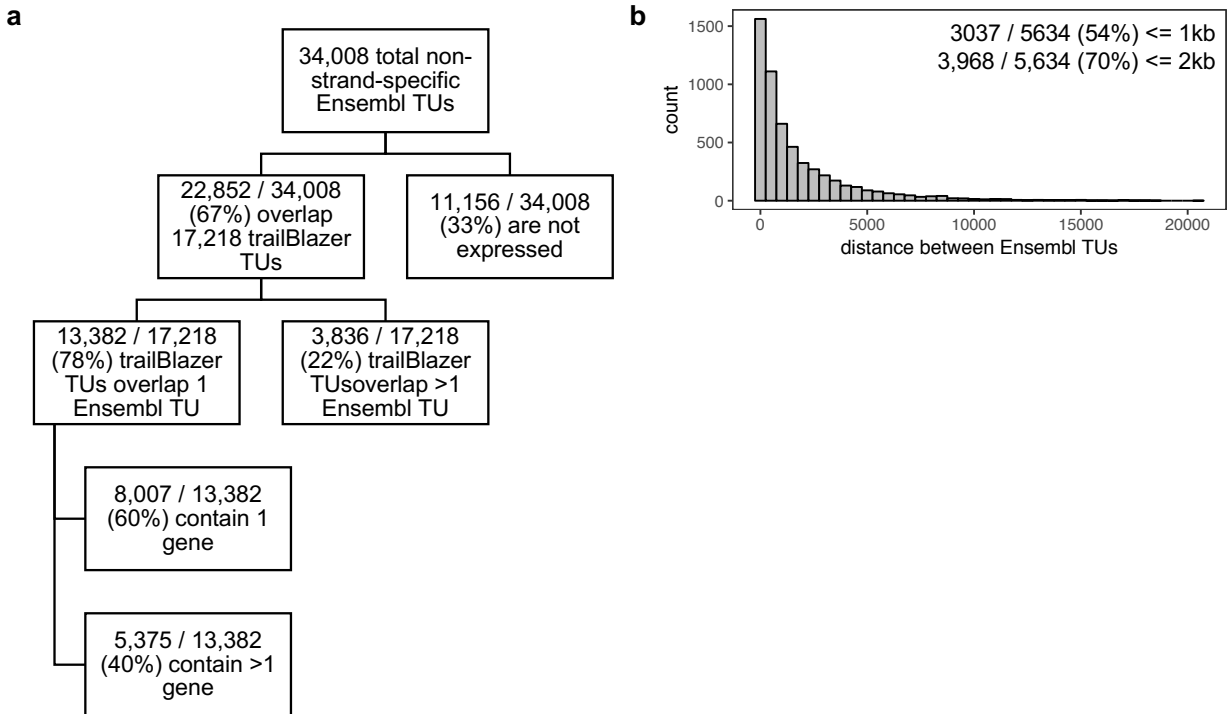 a
34,008 total non-
strand-specific
Ensembl TUs
22,852 / 34,008
(67%) overlap
17,218 trailBlazer
TUs
11,156 / 34,008
(33%) are not
expressed
13,382 / 17,218
(78%) trailBlazer
TUs overlap 1
Ensembl TU
3,836 / 17,218
(22%) trailBlazer
TUsoverlap >1
Ensembl TU
8,007 / 13,382
(60%) contain 1
gene
5,375 / 13,382
(40%) contain >1
gene
b
3037 / 5634 (54%) <= 1kb
3,968 / 5,634 (70%) <= 2kb
count
1500
1000
500
0
0 5000 10000 15000 20000
distance between Ensembl TUs